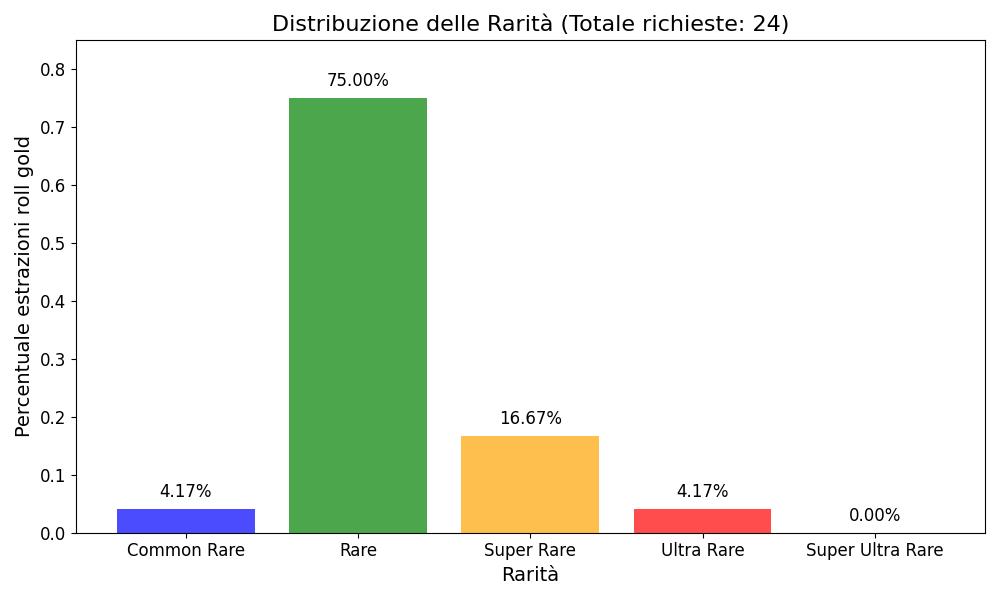 Distribuzione delle Rarità (Totale richieste: 24)
Percentuale estrazioni roll gold
0.8
0.7
0.6
0.5
0.4
0.3
0.2
0.1
0.0
4.17%
75.00%
16.67%
4.17%
0.00%
Common Rare
Rare
Super Rare
Ultra Rare
Super Ultra Rare
Rarità